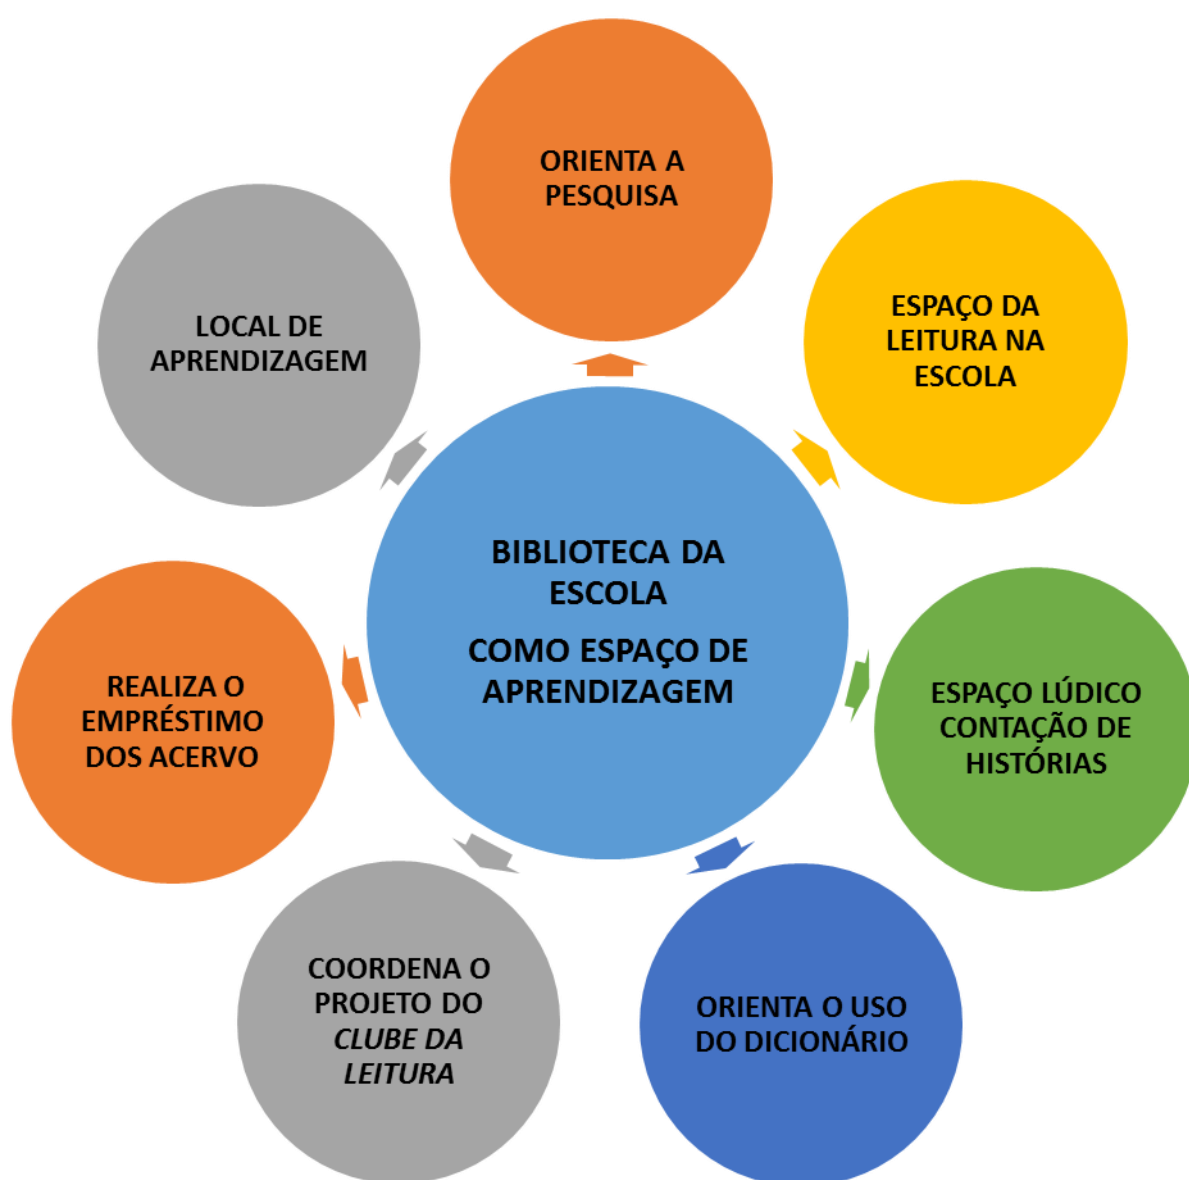 ORIENTA A
PESQUISA
ESPAÇO DA
LEITURA NA
ESCOLA
ESPAÇO LÚDICO
CONTAÇÃO DE
HISTÓRIAS
ORIENTA O USO
DO DICIONÁRIO
COORDENA O
PROJETO DO
CLUBE DA
LEITURA
REALIZA O
EMPRÉSTIMO
DOS ACERVO
LOCAL DE
APRENDIZAGEM
BIBLIOTECA DA
ESCOLA
COMO ESPAÇO DE
APRENDIZAGEM